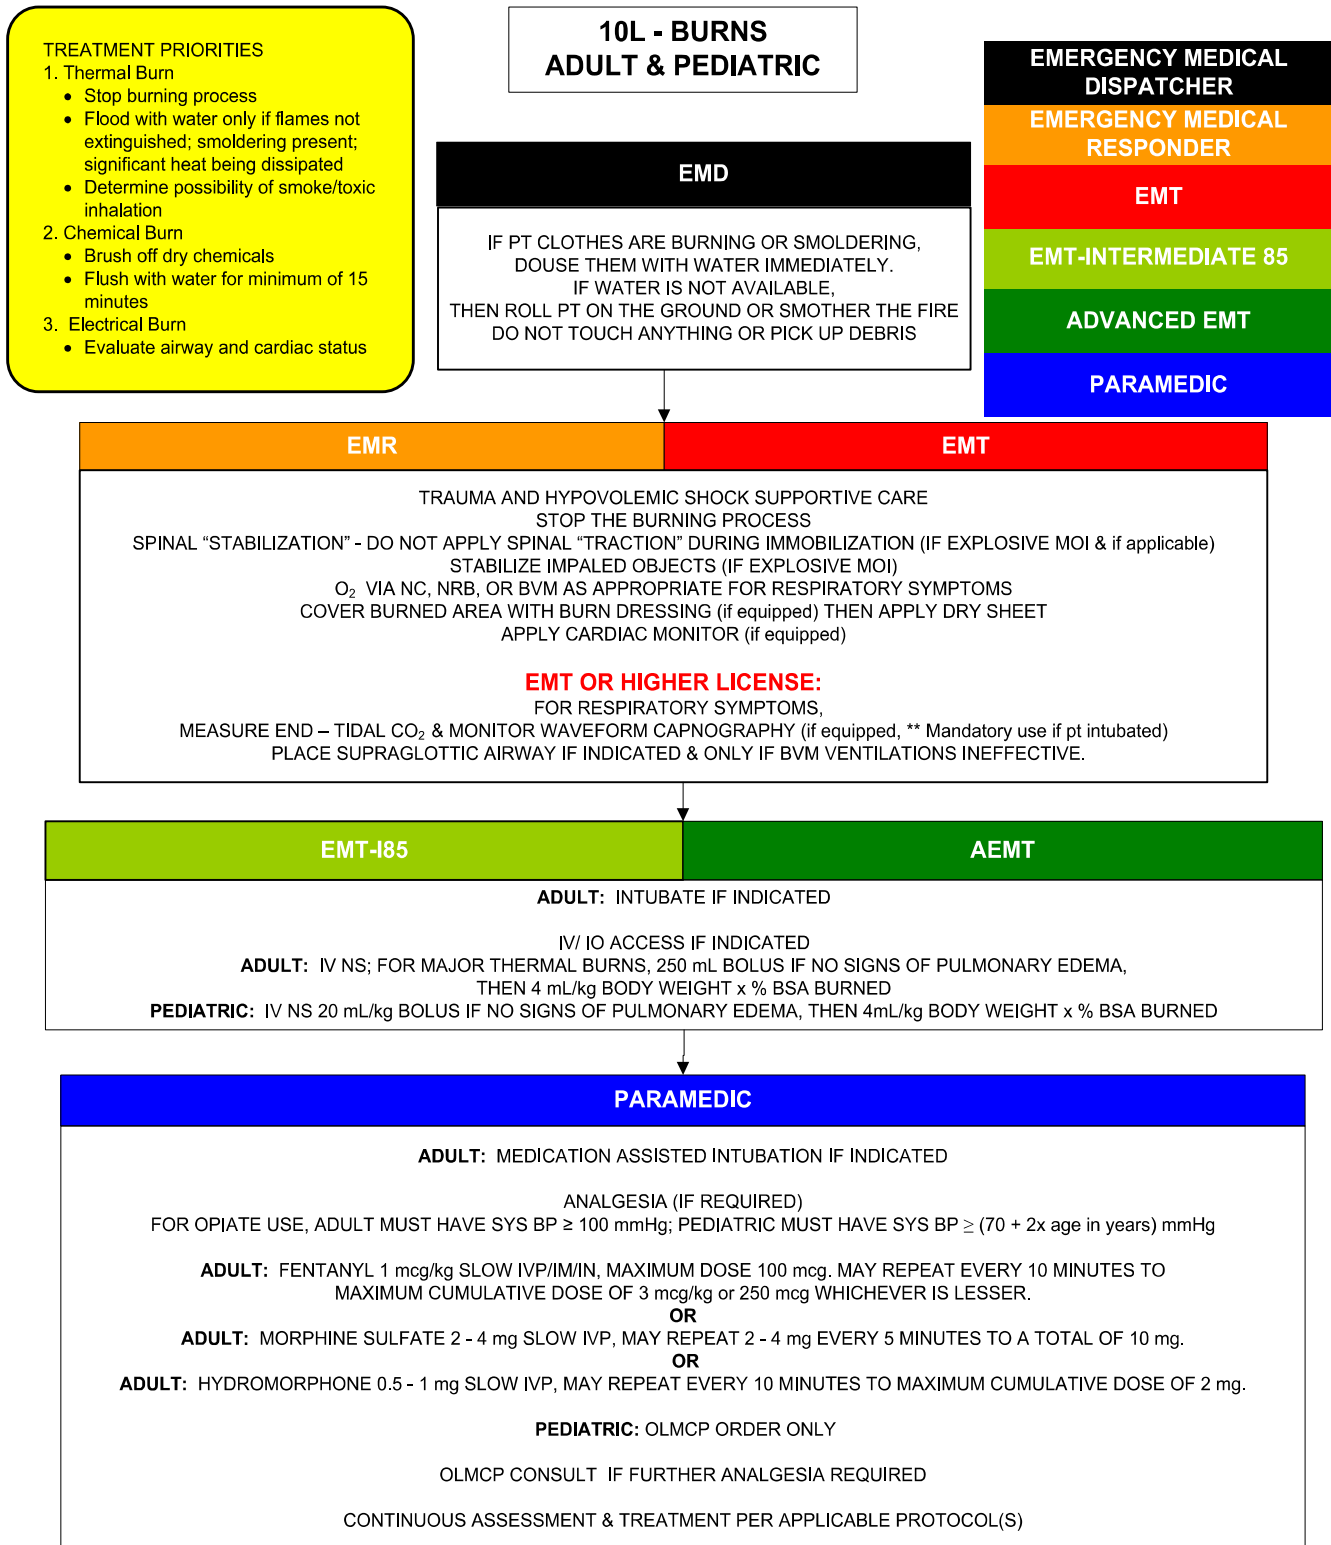 TREATMENT PRIORITIES
1. Thermal Burn
• Stop burning process
• Flood with water only if flames not
extinguished; smoldering present;
significant heat being dissipated
• Determine possibility of smoke/toxic
inhalation
2. Chemical Burn
• Brush off dry chemicals
• Flush with water for minimum of 15
minutes
3. Electrical Burn
• Evaluate airway and cardiac status
10L - BURNS
ADULT & PEDIATRIC
EMERGENCY MEDICAL
DISPATCHER
EMERGENCY MEDICAL
RESPONDER
EMT
EMT-INTERMEDIATE 85
ADVANCED EMT
PARAMEDIC
EMD
IF PT CLOTHES ARE BURNING OR SMOLDERING,
DOUSE THEM WITH WATER IMMEDIATELY.
IF WATER IS NOT AVAILABLE,
THEN ROLL PT ON THE GROUND OR SMOTHER THE FIRE
DO NOT TOUCH ANYTHING OR PICK UP DEBRIS
EMR
EMT
TRAUMA AND HYPOVOLEMIC SHOCK SUPPORTIVE CARE
STOP THE BURNING PROCESS
SPINAL “STABILIZATION” - DO NOT APPLY SPINAL “TRACTION” DURING IMMOBILIZATION (IF EXPLOSIVE MOI & if applicable)
STABILIZE IMPALED OBJECTS (IF EXPLOSIVE MOI)
O₂ VIA NC, NRB, OR BVM AS APPROPRIATE FOR RESPIRATORY SYMPTOMS
COVER BURNED AREA WITH BURN DRESSING (if equipped) THEN APPLY DRY SHEET
APPLY CARDIAC MONITOR (if equipped)
EMT OR HIGHER LICENSE:
FOR RESPIRATORY SYMPTOMS,
MEASURE END – TIDAL CO₂ & MONITOR WAVEFORM CAPNOGRAPHY (if equipped, ** Mandatory use if pt intubated)
PLACE SUPRAGLOTTIC AIRWAY IF INDICATED & ONLY IF BVM VENTILATIONS INEFFECTIVE.
EMT-I85
AEMT
ADULT: INTUBATE IF INDICATED
IV/ IO ACCESS IF INDICATED
ADULT: IV NS; FOR MAJOR THERMAL BURNS, 250 mL BOLUS IF NO SIGNS OF PULMONARY EDEMA,
THEN 4 mL/kg BODY WEIGHT x % BSA BURNED
PEDIATRIC: IV NS 20 mL/kg BOLUS IF NO SIGNS OF PULMONARY EDEMA, THEN 4mL/kg BODY WEIGHT x % BSA BURNED
PARAMEDIC
ADULT: MEDICATION ASSISTED INTUBATION IF INDICATED
ANALGESIA (IF REQUIRED)
FOR OPIATE USE, ADULT MUST HAVE SYS BP ≥ 100 mmHg; PEDIATRIC MUST HAVE SYS BP ≥ (70 + 2x age in years) mmHg
ADULT: FENTANYL 1 mcg/kg SLOW IVP/IM/IN, MAXIMUM DOSE 100 mcg. MAY REPEAT EVERY 10 MINUTES TO
MAXIMUM CUMULATIVE DOSE OF 3 mcg/kg or 250 mcg WHICHEVER IS LESSER.
OR
ADULT: MORPHINE SULFATE 2 - 4 mg SLOW IVP, MAY REPEAT 2 - 4 mg EVERY 5 MINUTES TO A TOTAL OF 10 mg.
OR
ADULT: HYDROMORPHONE 0.5 - 1 mg SLOW IVP, MAY REPEAT EVERY 10 MINUTES TO MAXIMUM CUMULATIVE DOSE OF 2 mg.
PEDIATRIC: OLMCP ORDER ONLY
OLMCP CONSULT IF FURTHER ANALGESIA REQUIRED
CONTINUOUS ASSESSMENT & TREATMENT PER APPLICABLE PROTOCOL(S)